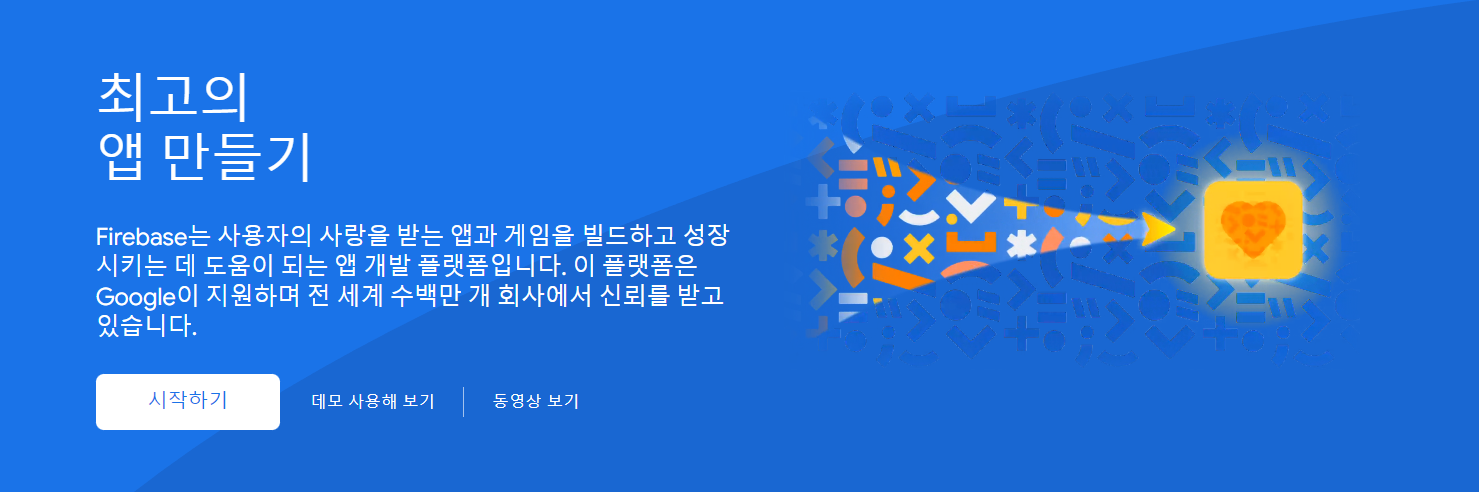 최고의
앱 만들기
Firebase는 사용자의 사랑을 받는 앱과 게임을 빌드하고 성장
시키는 데 도움이 되는 앱 개발 플랫폼입니다. 이 플랫폼은
Google이 지원하며 전 세계 수백만 개 회사에서 신뢰를 받고
있습니다.
시작하기
데모 사용해 보기
동영상 보기